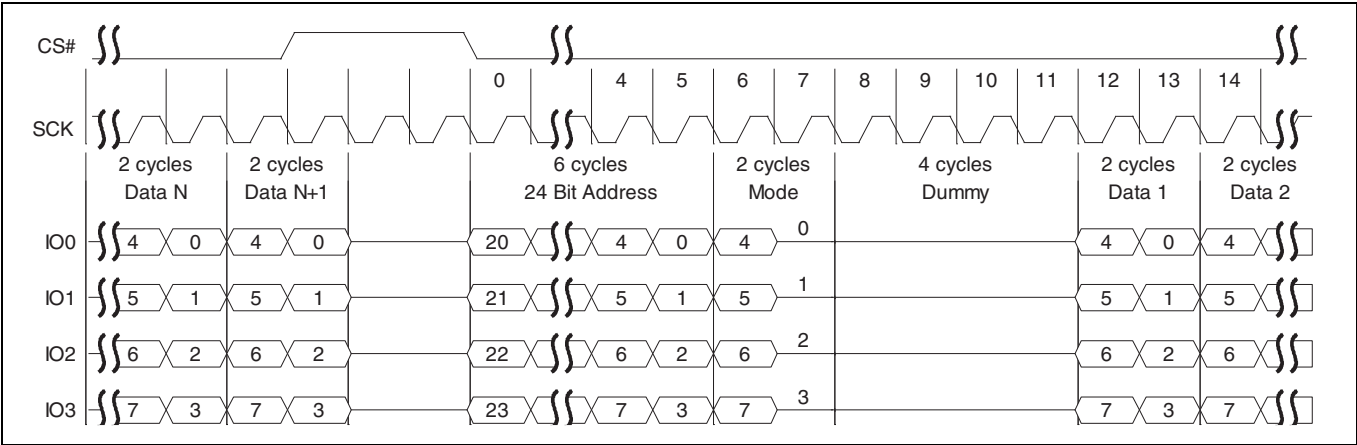 CS#
0 4 5 6 7 8 9 10 11 12 13 14
SCK
2 cycles 2 cycles 6 cycles 2 cycles 4 cycles 2 cycles 2 cycles
Data N Data N+1 24 Bit Address Mode Dummy Data 1 Data 2
IO0 4 0 4 0 20 4 0 4 0 4 0 4
IO1 5 1 5 1 21 5 1 5 1 5 1 5
IO2 6 2 6 2 22 6 2 6 2 6 2 6
IO3 7 3 7 3 23 7 3 7 3 7 3 7